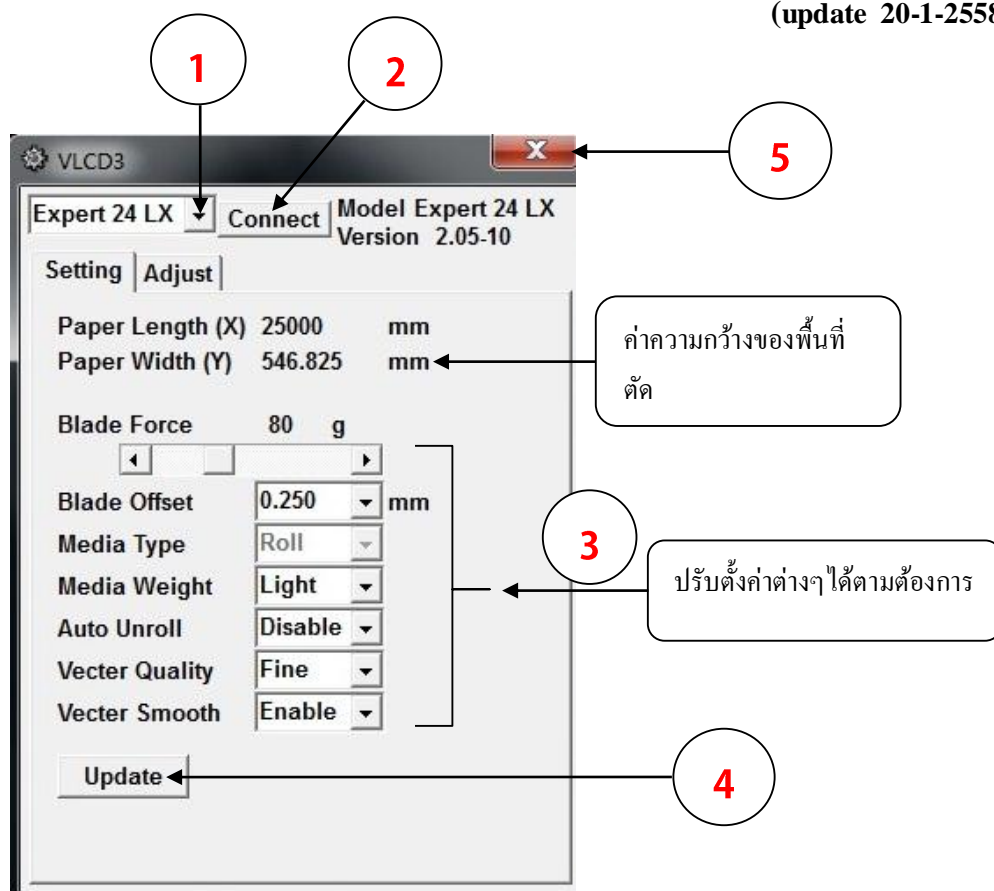 (update 20-1-2558
1
2
VLCD3
5
Expert 24 LX
Connect
Model Expert 24 LX
Version 2.05-10
Setting
Adjust
Paper Length (X) 25000 mm
Paper Width (Y) 546.825 mm
ค่าความกว้างของพื้นที่
ตัด
Blade Force 80 g
Blade Offset 0.250 mm
Media Type Roll
3
Media Weight Light
ปรับตั้งค่าต่างๆ ได้ตามต้องการ
Auto Unroll Disable
Vecter Quality Fine
Vecter Smooth Enable
Update
4